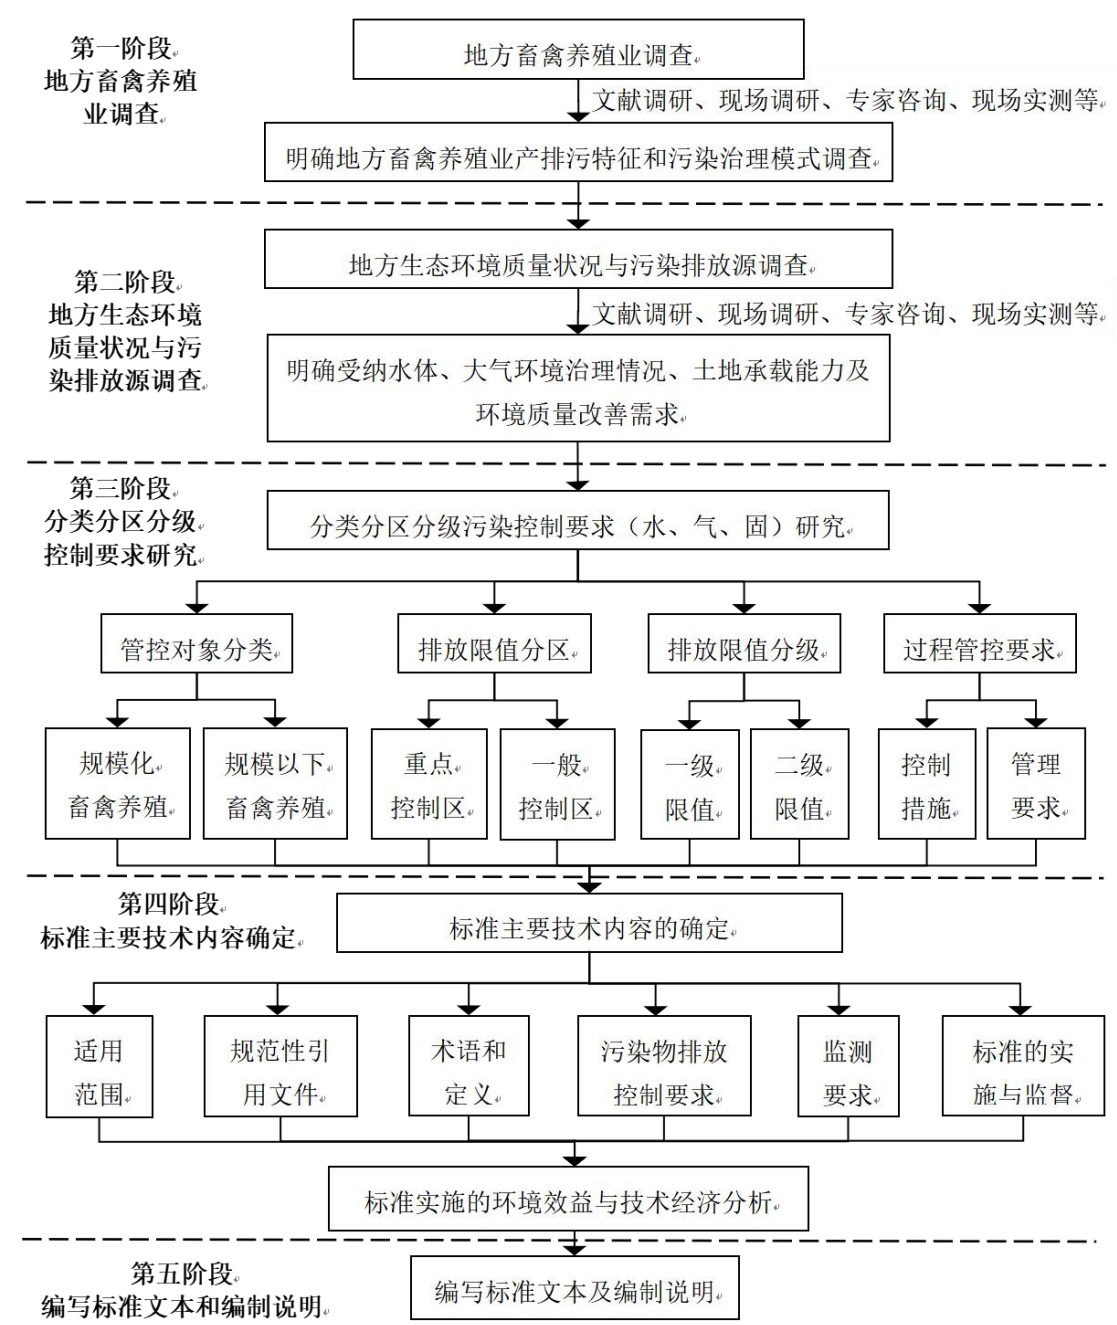 第一阶段
地方畜禽养殖
业调查
地方畜禽养殖业调查
文献调研、现场调研、专家咨询、现场实测等
明确地方畜禽养殖业产排污特征和污染治理模式调查
第二阶段
地方生态环境
质量状况与污
染排放源调查
地方生态环境质量状况与污染排放源调查
文献调研、现场调研、专家咨询、现场实测等
明确受纳水体、大气环境治理情况、土地承载能力及
环境质量改善需求
第三阶段
分类分区分级
控制要求研究
分类分区分级污染控制要求（水、气、固）研究
管控对象分类
排放限值分区
排放限值分级
过程管控要求
规模化
畜禽养殖
规模以下
畜禽养殖
重点
控制区
一般
控制区
一级
限值
二级
限值
控制
措施
管理
要求
第四阶段
标准主要技术内容确定
标准主要技术内容的确定
适用
范围
规范性引
用文件
术语和
定义
污染物排放
控制要求
监测
要求
标准的实
施与监督
标准实施的环境效益与技术经济分析
第五阶段
编写标准文本和编制说明
编写标准文本及编制说明